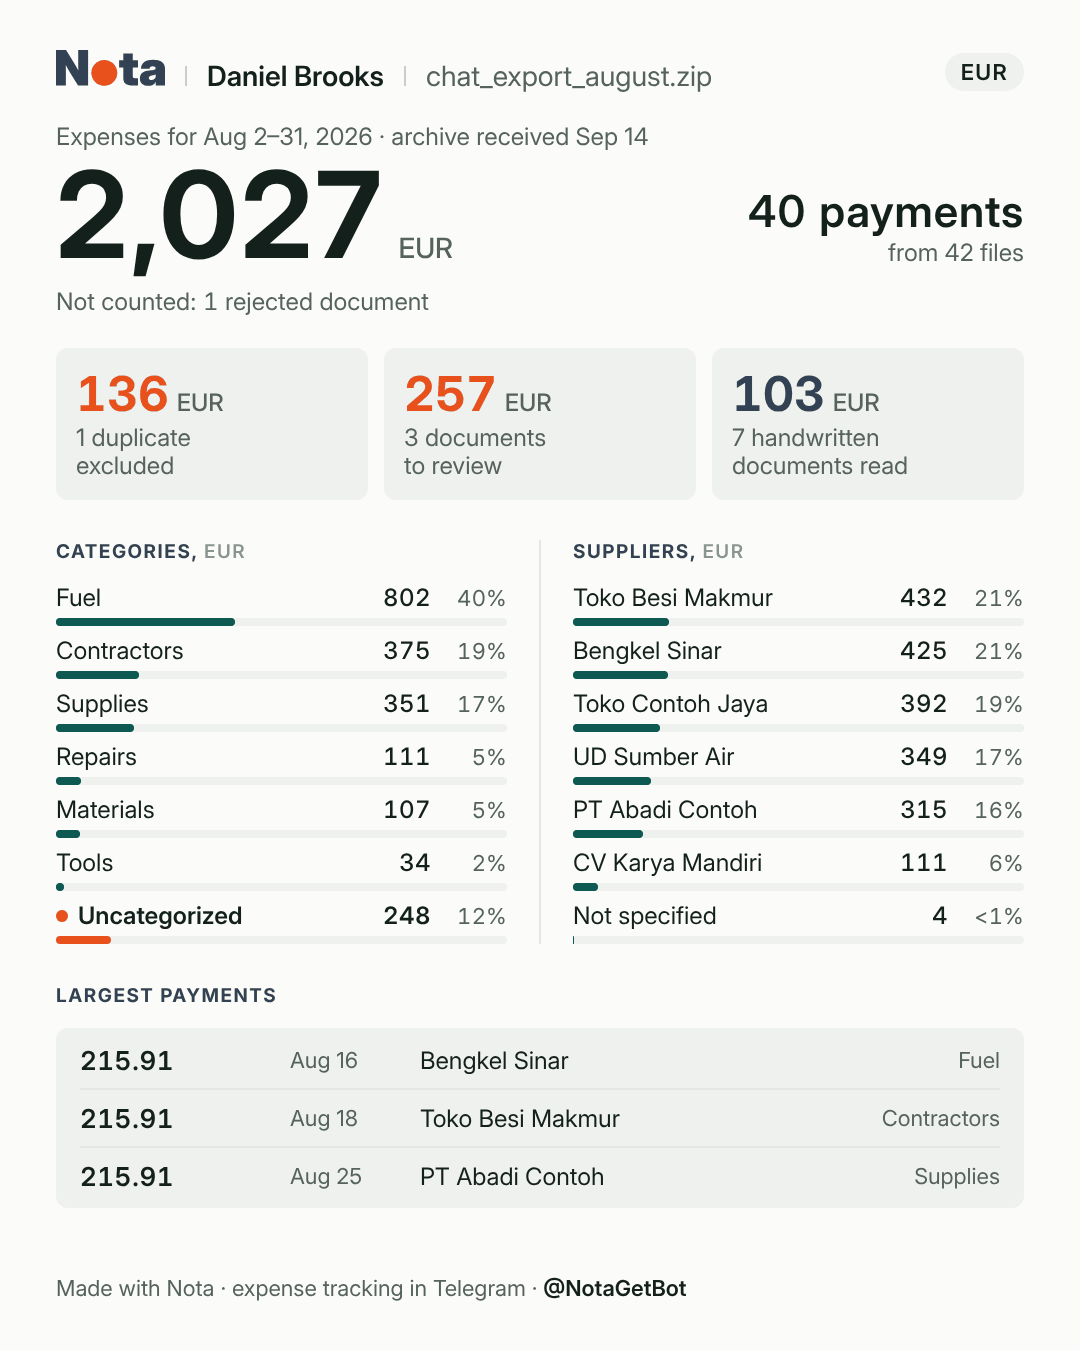 Nota | Daniel Brooks | chat_export_august.zip
EUR
Expenses for Aug 2–31, 2026 · archive received Sep 14
2,027 EUR
40 payments
from 42 files
Not counted: 1 rejected document
136 EUR
1 duplicate
excluded
257 EUR
3 documents
to review
103 EUR
7 handwritten
documents read
CATEGORIES, EUR
Fuel 802 40%
Contractors 375 19%
Supplies 351 17%
Repairs 111 5%
Materials 107 5%
Tools 34 2%
Uncategorized 248 12%
SUPPLIERS, EUR
Toko Besi Makmur 432 21%
Bengkel Sinar 425 21%
Toko Contoh Jaya 392 19%
UD Sumber Air 349 17%
PT Abadi Contoh 315 16%
CV Karya Mandiri 111 6%
Not specified 4 <1%
LARGEST PAYMENTS
215.91 Aug 16 Bengkel Sinar Fuel
215.91 Aug 18 Toko Besi Makmur Contractors
215.91 Aug 25 PT Abadi Contoh Supplies
Made with Nota · expense tracking in Telegram · @NotaGetBot